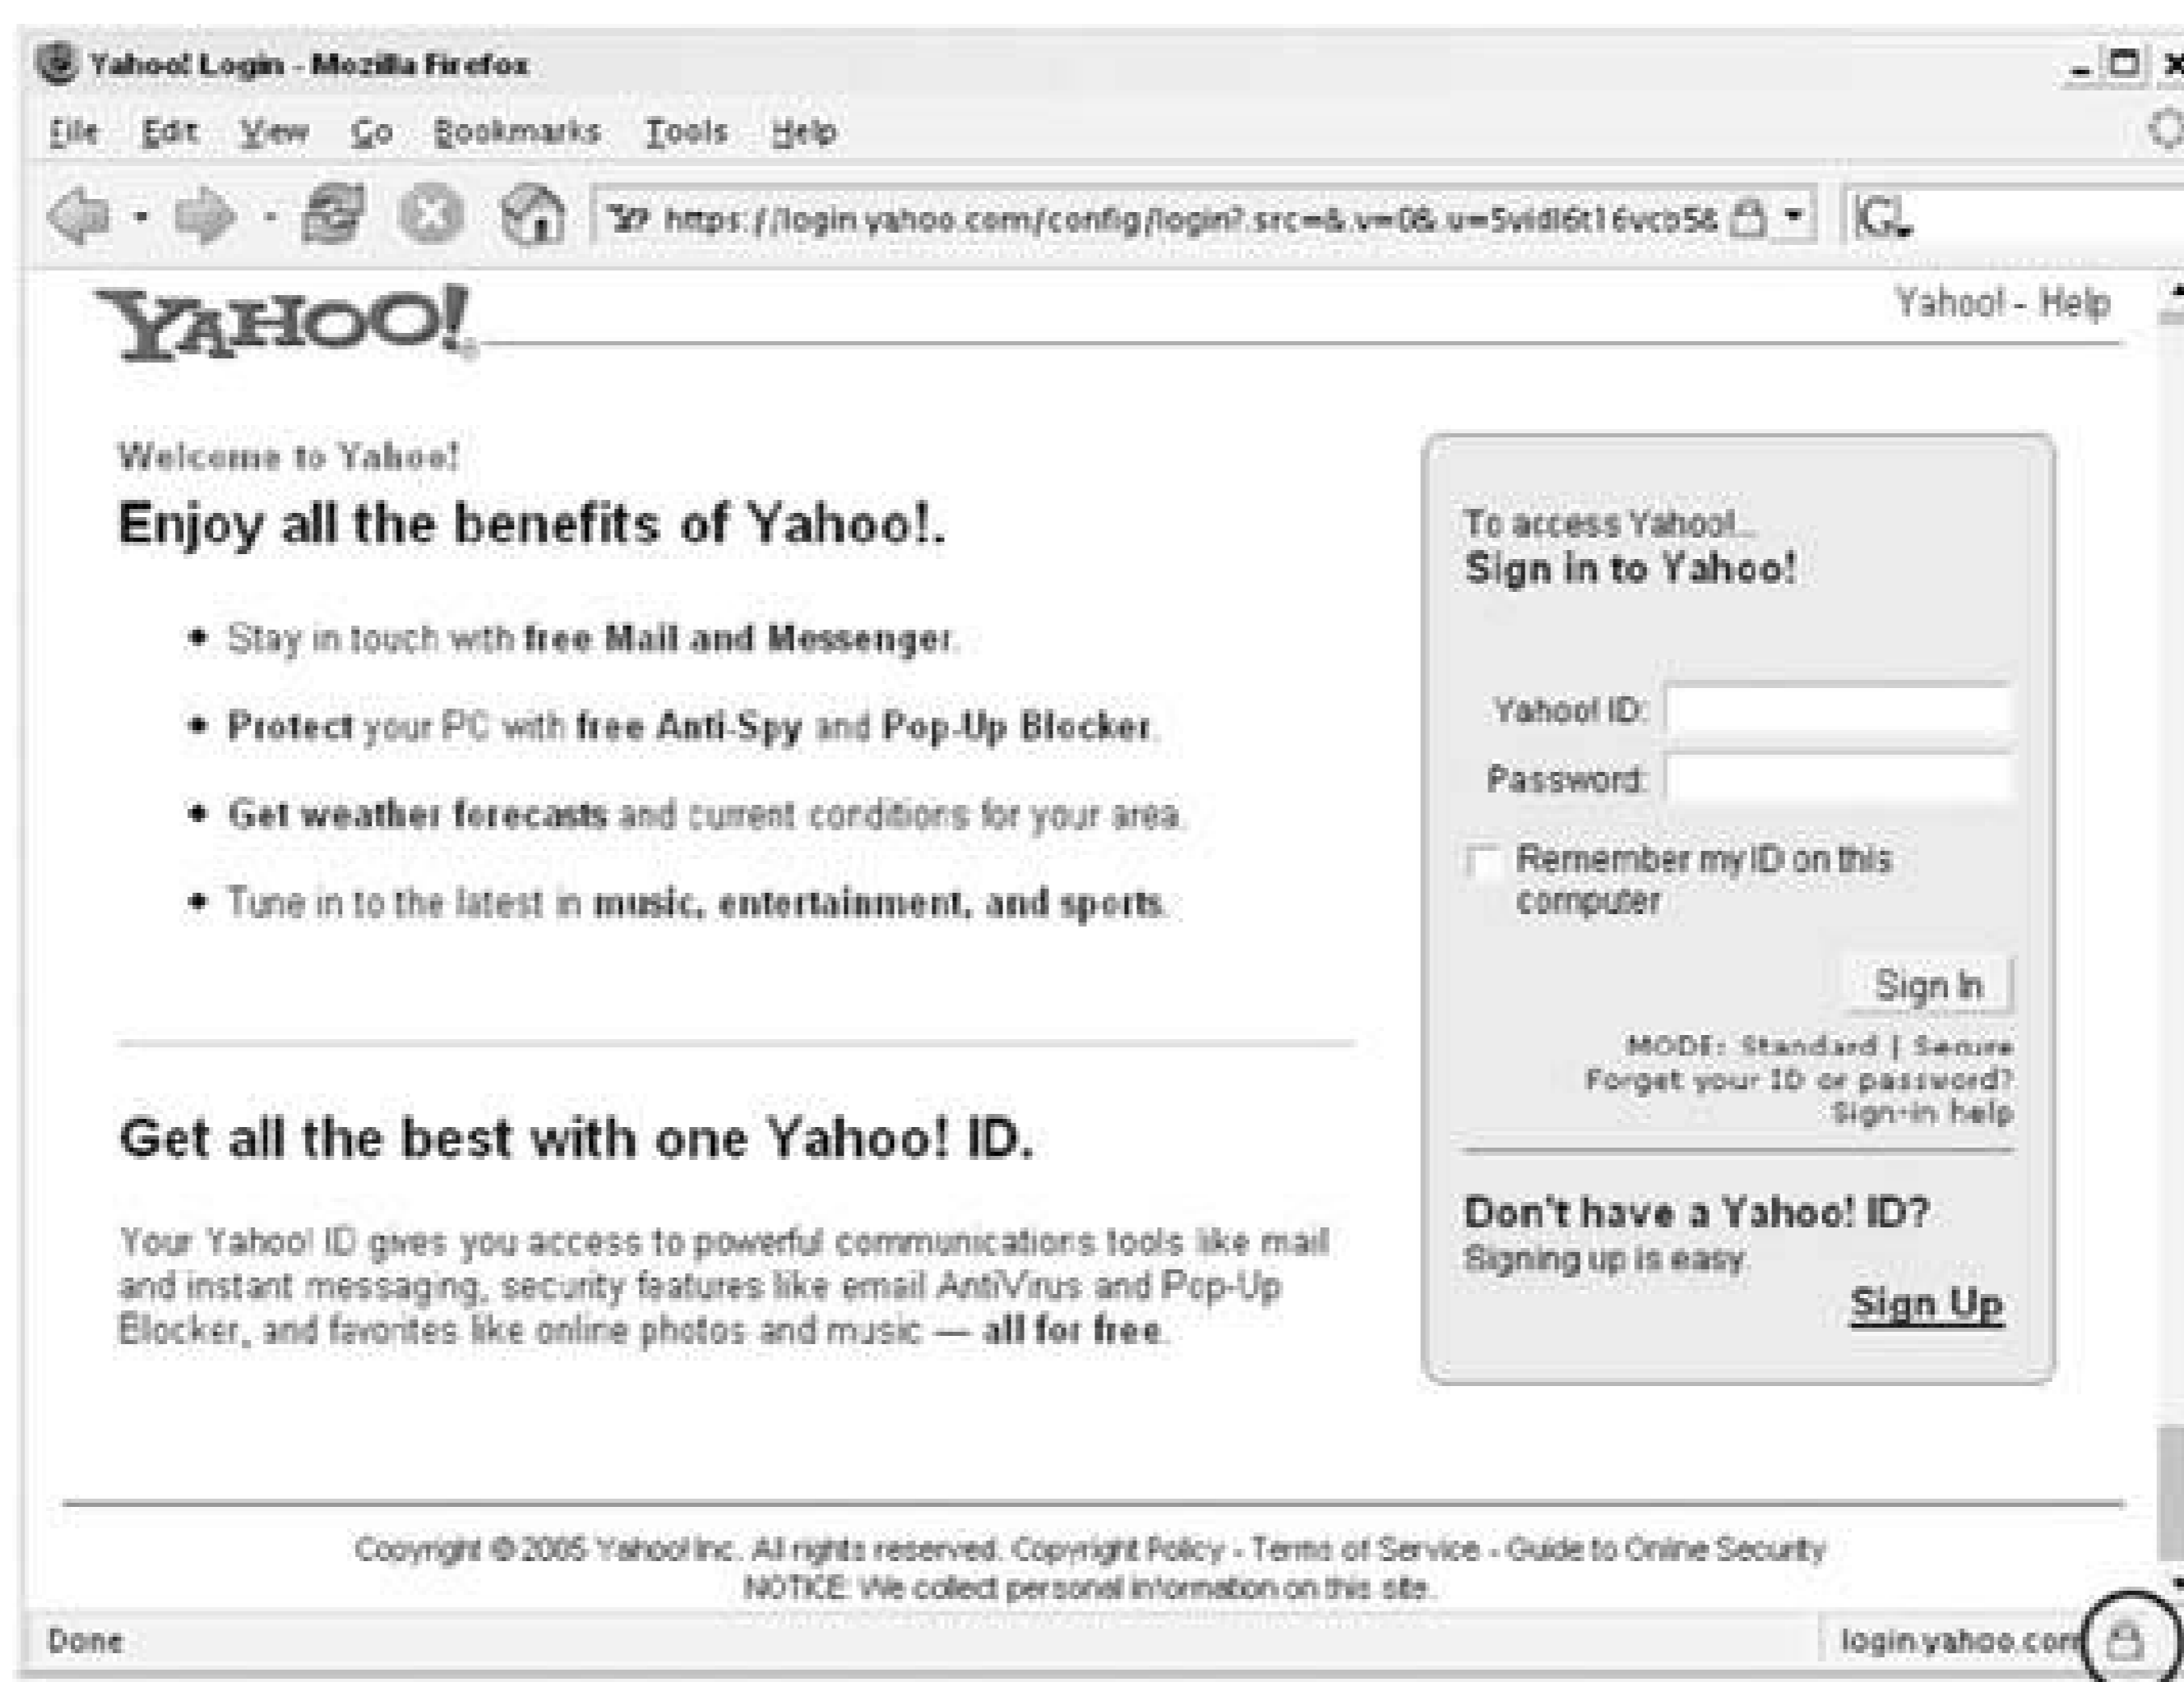 Yahoo! Login - Mozilla Firefox
File Edit View Go Bookmarks Tools Help
https://login.yahoo.com/config/login?.src=&.v=0&.u=5vidl6t16vcb5&
G
YAHOO!
Yahoo! - Help
Welcome to Yahoo!
Enjoy all the benefits of Yahoo!.
• Stay in touch with free Mail and Messenger.
• Protect your PC with free Anti-Spy and Pop-Up Blocker.
• Get weather forecasts and current conditions for your area.
• Tune in to the latest in music, entertainment, and sports.
Get all the best with one Yahoo! ID.
Your Yahoo! ID gives you access to powerful communications tools like mail
and instant messaging, security features like email AntiVirus and Pop-Up
Blocker, and favorites like online photos and music — all for free.
To access Yahoo!...
Sign in to Yahoo!
Yahoo! ID:
Password:
Remember my ID on this
computer
Sign In
MODE: Standard | Secure
Forget your ID or password?
Sign-in help
Don't have a Yahoo! ID?
Signing up is easy.
Sign Up
Copyright © 2005 Yahoo! Inc. All rights reserved. Copyright Policy - Terms of Service - Guide to Online Security
NOTICE: We collect personal information on this site.
Done
login.yahoo.com